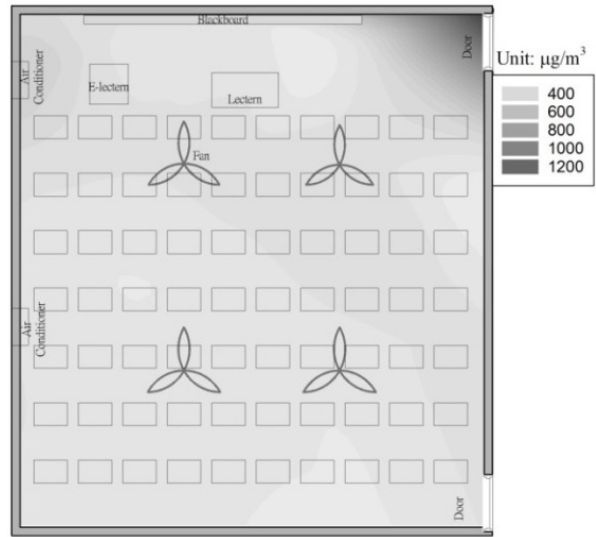 Blackboard
Door
Air
Conditioner
Unit: µg/m³
E-lectern
Lectern
400
600
800
1000
1200
Fan
Air
Conditioner
Door